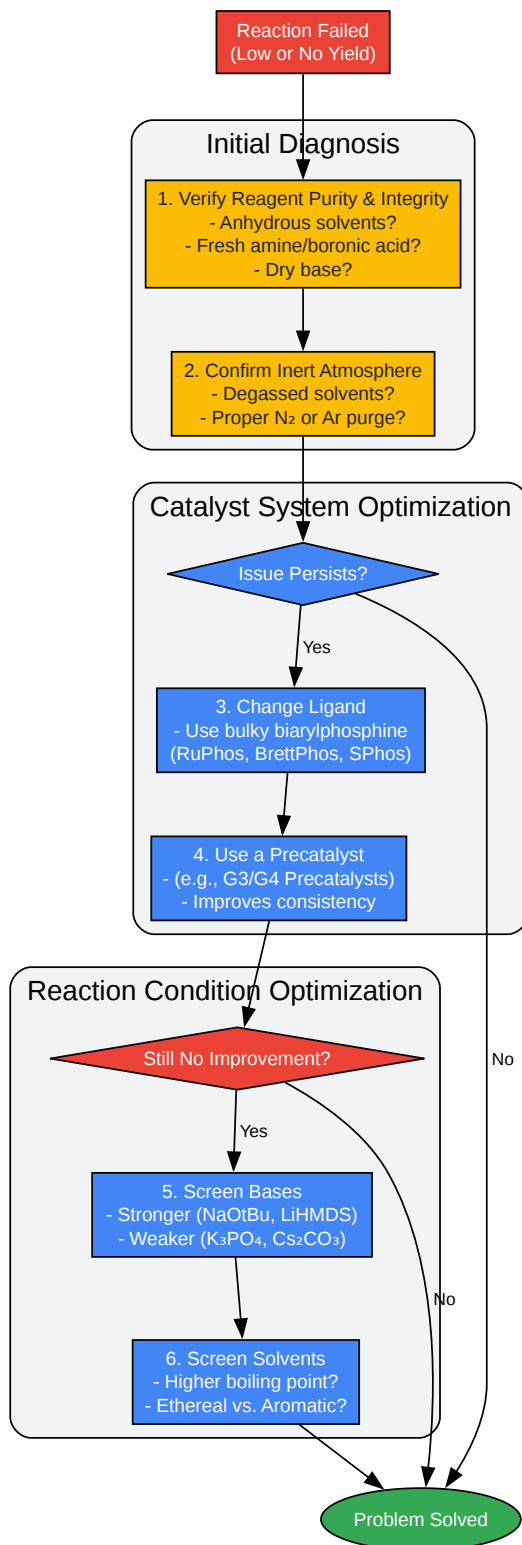 Reaction Failed
(Low or No Yield)
Initial Diagnosis
1. Verify Reagent Purity & Integrity
- Anhydrous solvents?
- Fresh amine/boronic acid?
- Dry base?
2. Confirm Inert Atmosphere
- Degassed solvents?
- Proper N₂ or Ar purge?
Catalyst System Optimization
Issue Persists?
Yes
3. Change Ligand
- Use bulky biarylphosphine
(RuPhos, BrettPhos, SPhos)
4. Use a Precatalyst
- (e.g., G3/G4 Precatalysts)
- Improves consistency
Reaction Condition Optimization
Still No Improvement?
No
Yes
5. Screen Bases
- Stronger (NaOtBu, LiHMDS)
- Weaker (K₃PO₄, Cs₂CO₃)
No
6. Screen Solvents
- Higher boiling point?
- Ethereal vs. Aromatic?
Problem Solved